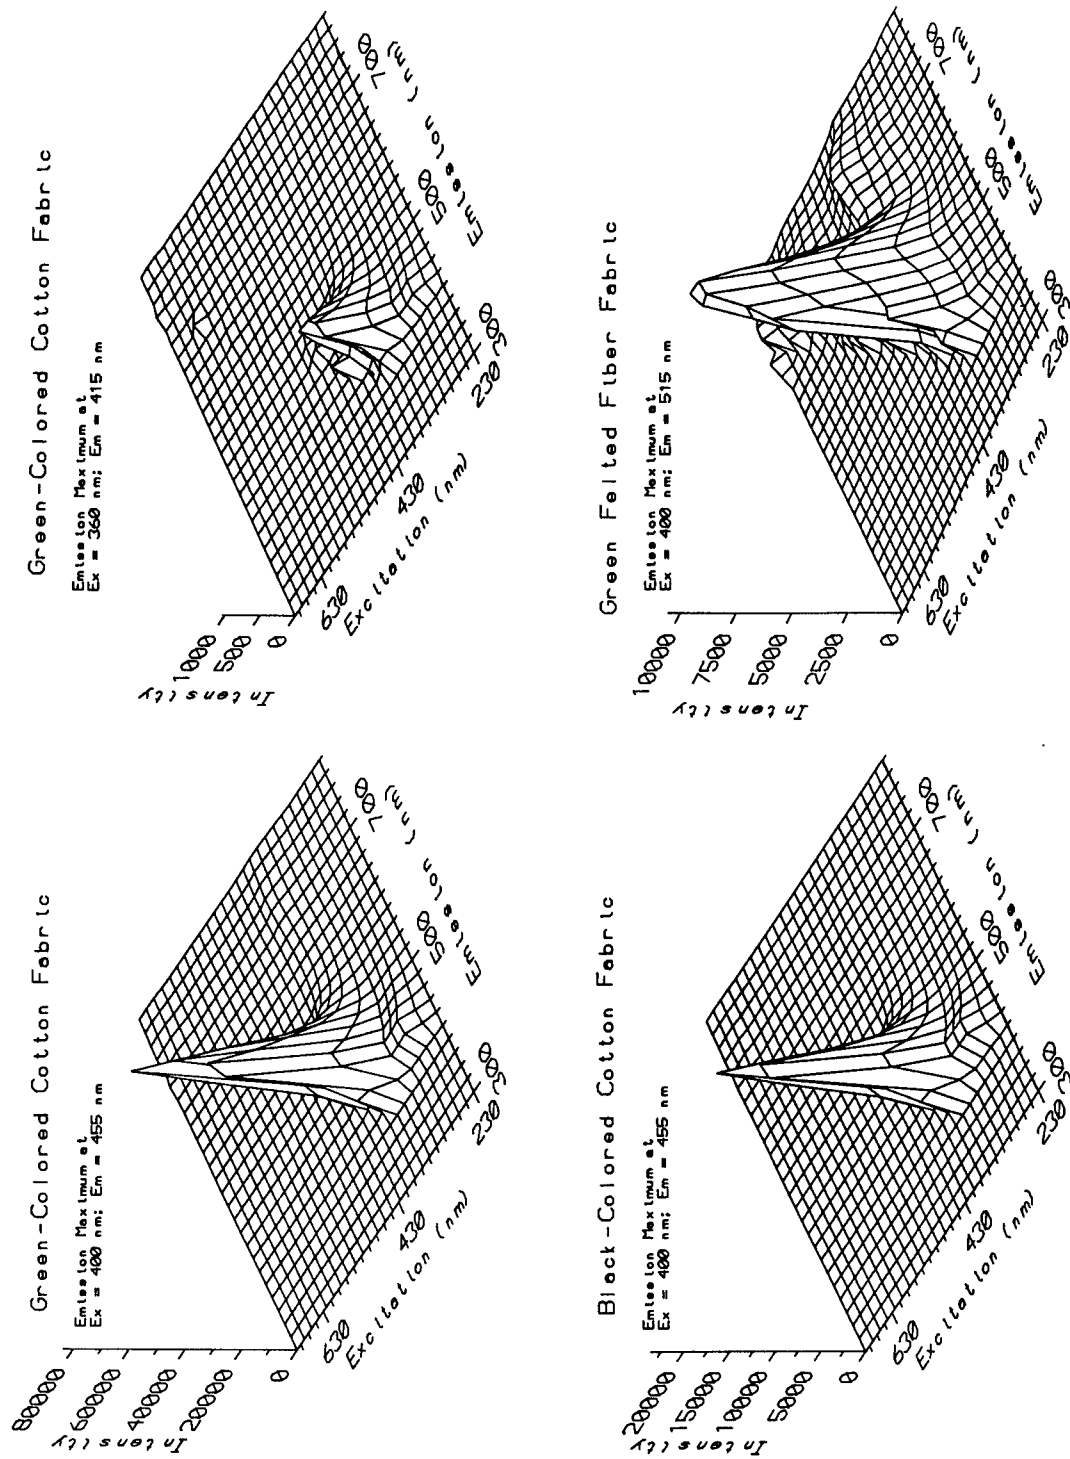 Green-Colored Cotton Fabric
Emission Maximum at
Ex = 400 nm; Em = 455 nm
Intensity
80000
60000
40000
20000
0
630
430
230
Excitation (nm)
300
500
700
Emission (nm)
Green-Colored Cotton Fabric
Emission Maximum at
Ex = 360 nm; Em = 415 nm
Intensity
1000
500
0
630
430
230
Excitation (nm)
300
500
700
Emission (nm)
Black-Colored Cotton Fabric
Emission Maximum at
Ex = 400 nm; Em = 455 nm
Intensity
20000
15000
10000
5000
0
630
430
230
Excitation (nm)
300
500
700
Emission (nm)
Green Felted Fiber Fabric
Emission Maximum at
Ex = 400 nm; Em = 515 nm
Intensity
10000
7500
5000
2500
0
630
430
230
Excitation (nm)
300
500
700
Emission (nm)